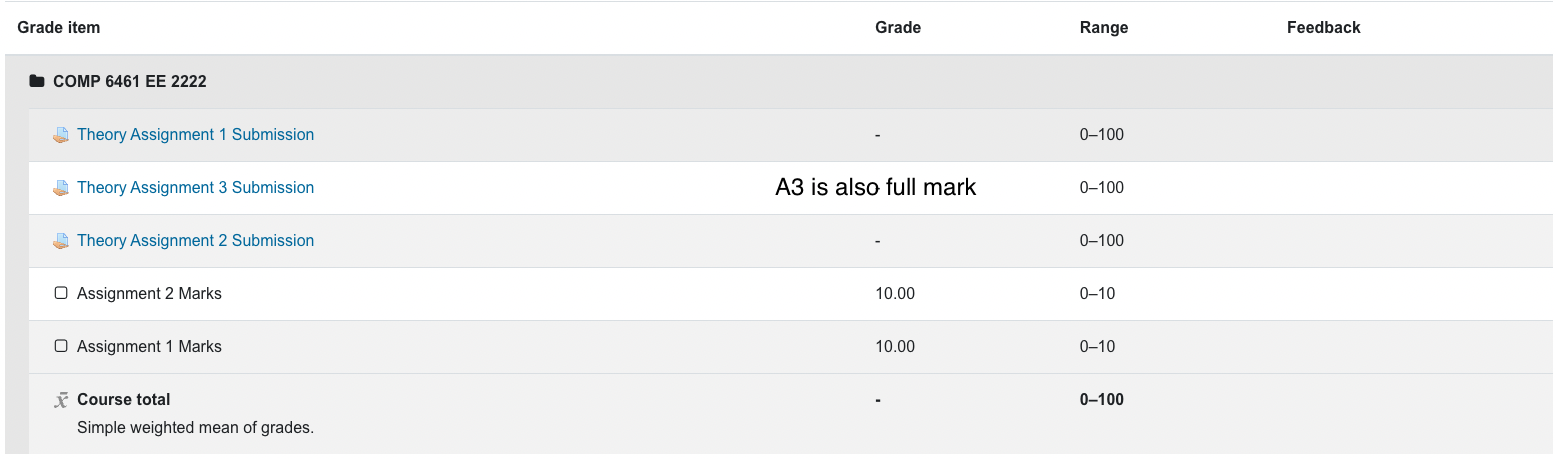 Grade item Grade Range Feedback
COMP 6461 EE 2222
Theory Assignment 1 Submission - 0–100
Theory Assignment 3 Submission A3 is also full mark 0–100
Theory Assignment 2 Submission - 0–100
Assignment 2 Marks 10.00 0–10
Assignment 1 Marks 10.00 0–10
Course total - 0–100
Simple weighted mean of grades.